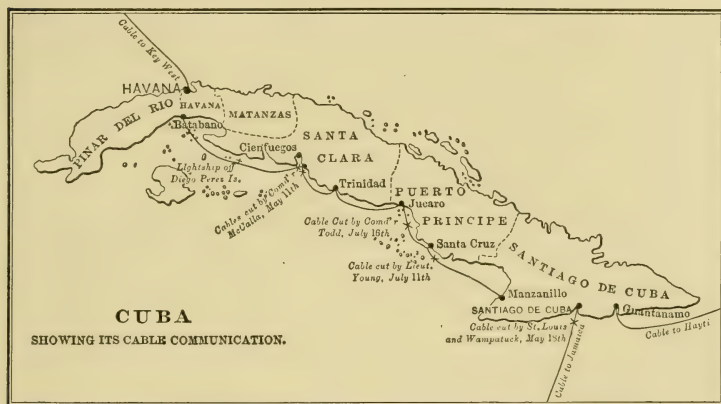 Cable to Key West
HAVANA
HAVANA
MATANZAS
PINAR DEL RIO
Batabano
SANTA
CLARA
Cienfuegos
Lightship off
Diego Perez Is.
Cables cut by Comd'r
McCalla, May 11th
Trinidad
PUERTO
PRINCIPE
Jucaro
Cable Cut by Comd'r
Todd, July 16th
Santa Cruz
Cable cut by Lieut.
Young, July 11th
SANTIAGO DE CUBA
Manzanillo
SANTIAGO DE CUBA
Guantanamo
Cable cut by St. Louis
and Wampatuck, May 18th
Cable to Jamaica
Cable to Hayti
CUBA
SHOWING ITS CABLE COMMUNICATION.